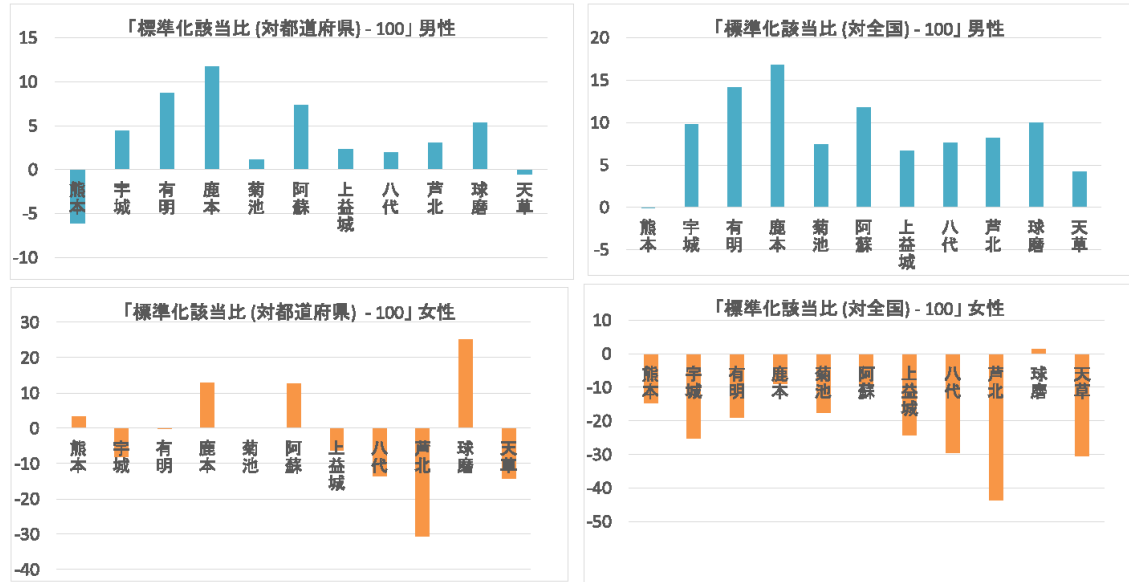 「標準化該当比 (対都道府県) - 100」 男性
15
10
5
0
-5
-10
熊本
宇城
有明
鹿本
菊池
阿蘇
上益城
八代
芦北
球磨
天草
「標準化該当比 (対全国) - 100」 男性
20
15
10
5
0
-5
熊本
宇城
有明
鹿本
菊池
阿蘇
上益城
八代
芦北
球磨
天草
「標準化該当比 (対都道府県) - 100」 女性
30
20
10
0
-10
-20
-30
-40
熊本
宇城
有明
鹿本
菊池
阿蘇
上益城
八代
芦北
球磨
天草
「標準化該当比 (対全国) - 100」 女性
10
0
-10
-20
-30
-40
-50
熊本
宇城
有明
鹿本
菊池
阿蘇
上益城
八代
芦北
球磨
天草